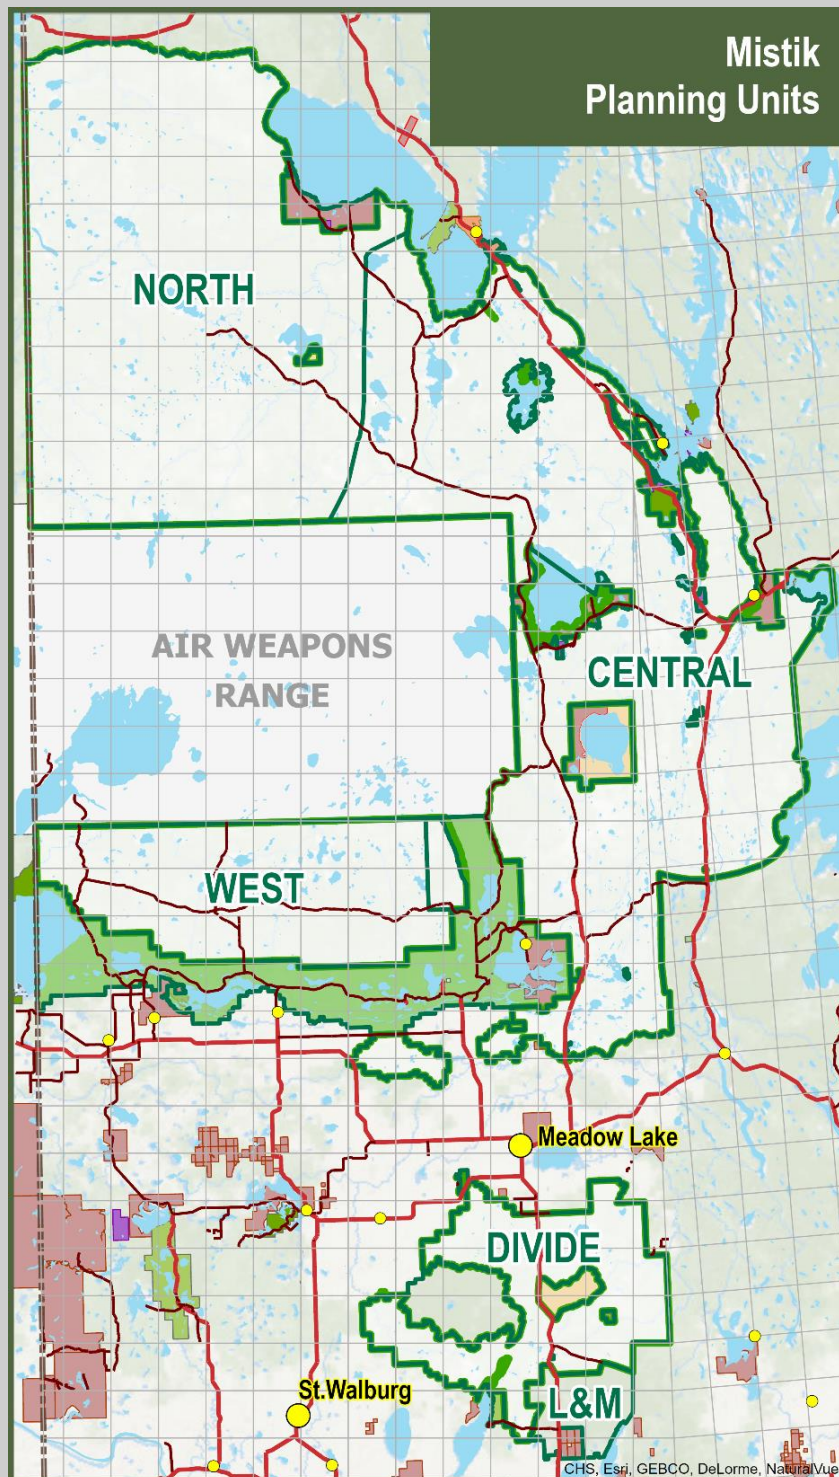 Mistik
Planning Units
NORTH
AIR WEAPONS
RANGE
CENTRAL
WEST
Meadow Lake
DIVIDE
St.Walburg
L&M
CHS, Esri, GEBCO, DeLorme, NaturalVue